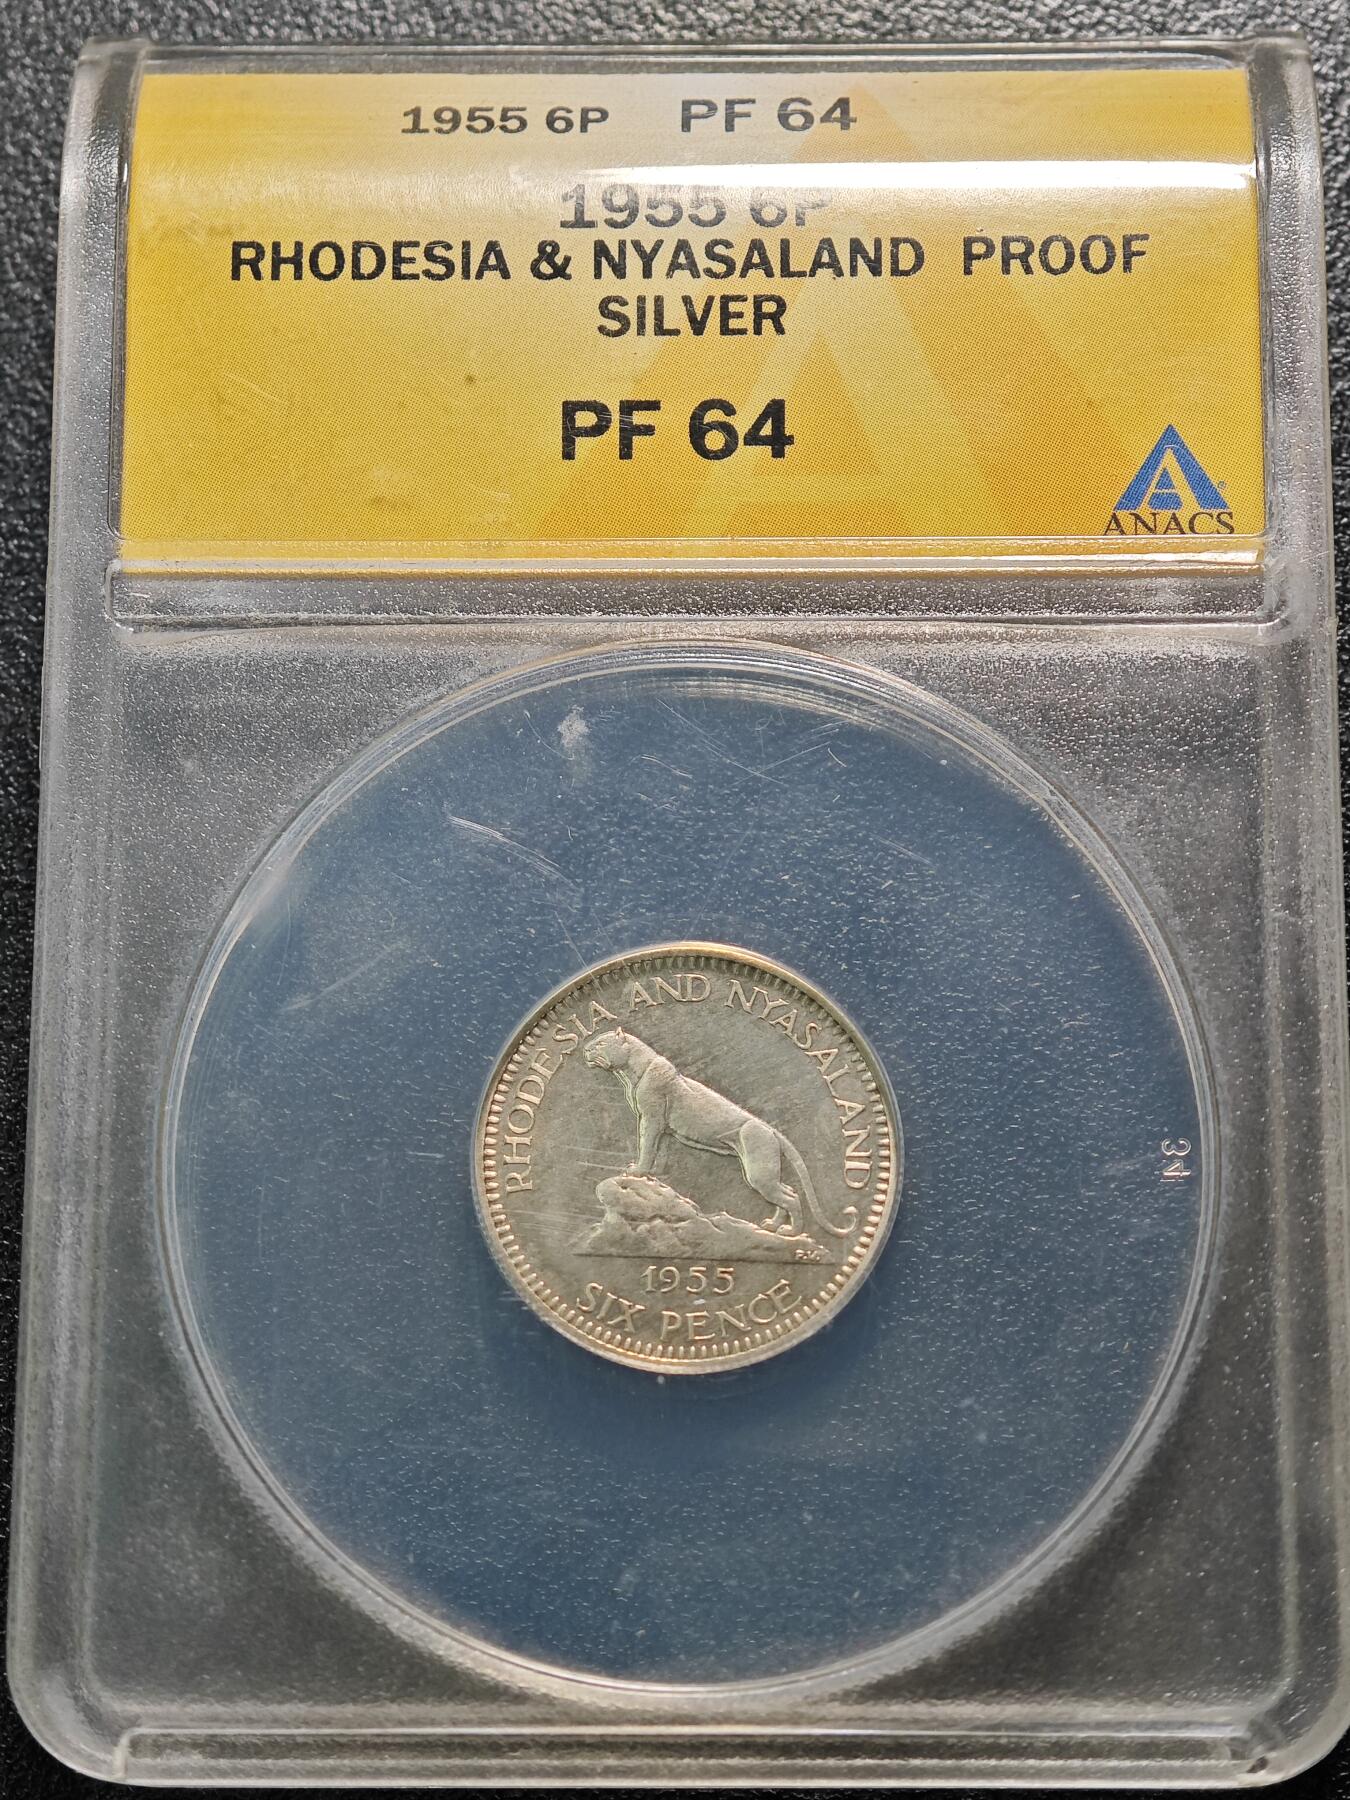 1955 6P PF 64
1955 6P
RHODESIA & NYASALAND PROOF
SILVER
PF 64
ANACS
RHODESIA AND NYASALAND
34
1955
SIX PENCE